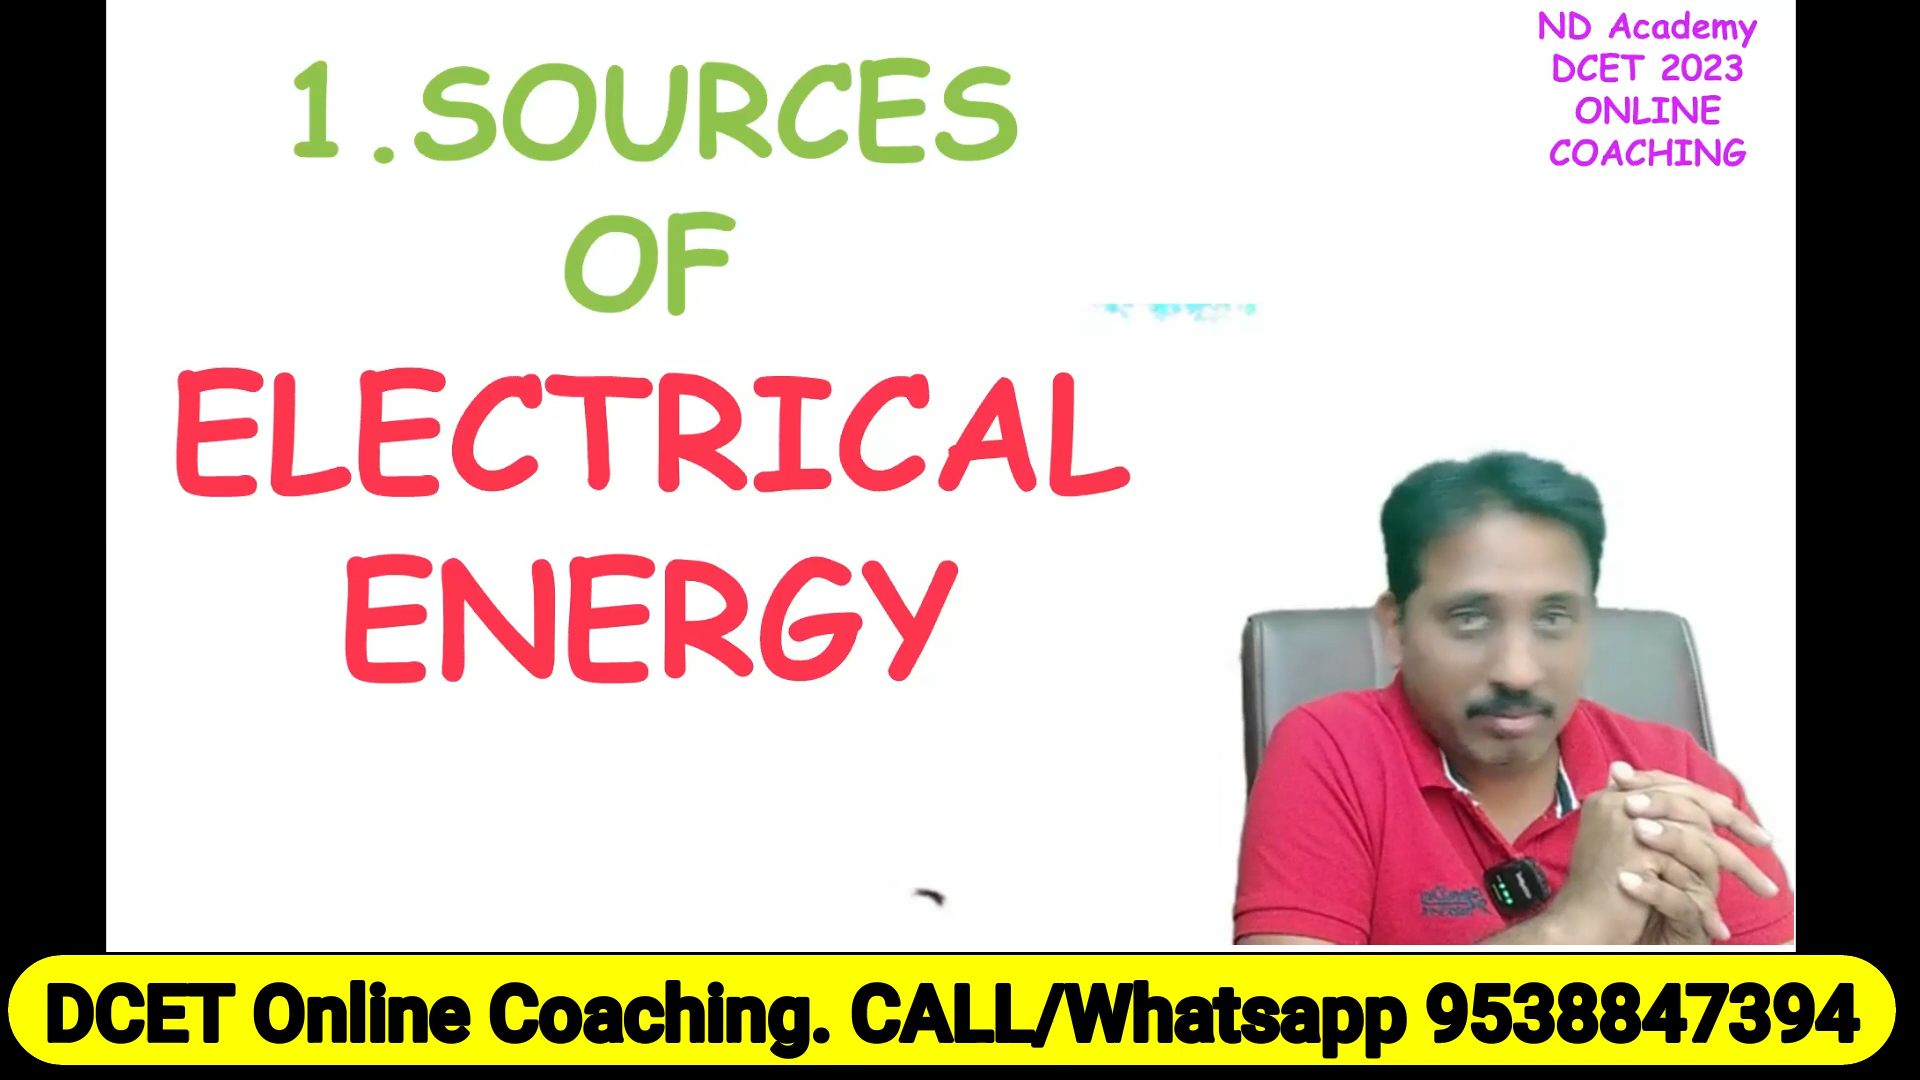 1.SOURCES
OF
ELECTRICAL
ENERGY
ND Academy
DCET 2023
ONLINE
COACHING
DCET Online Coaching. CALL/Whatsapp 9538847394